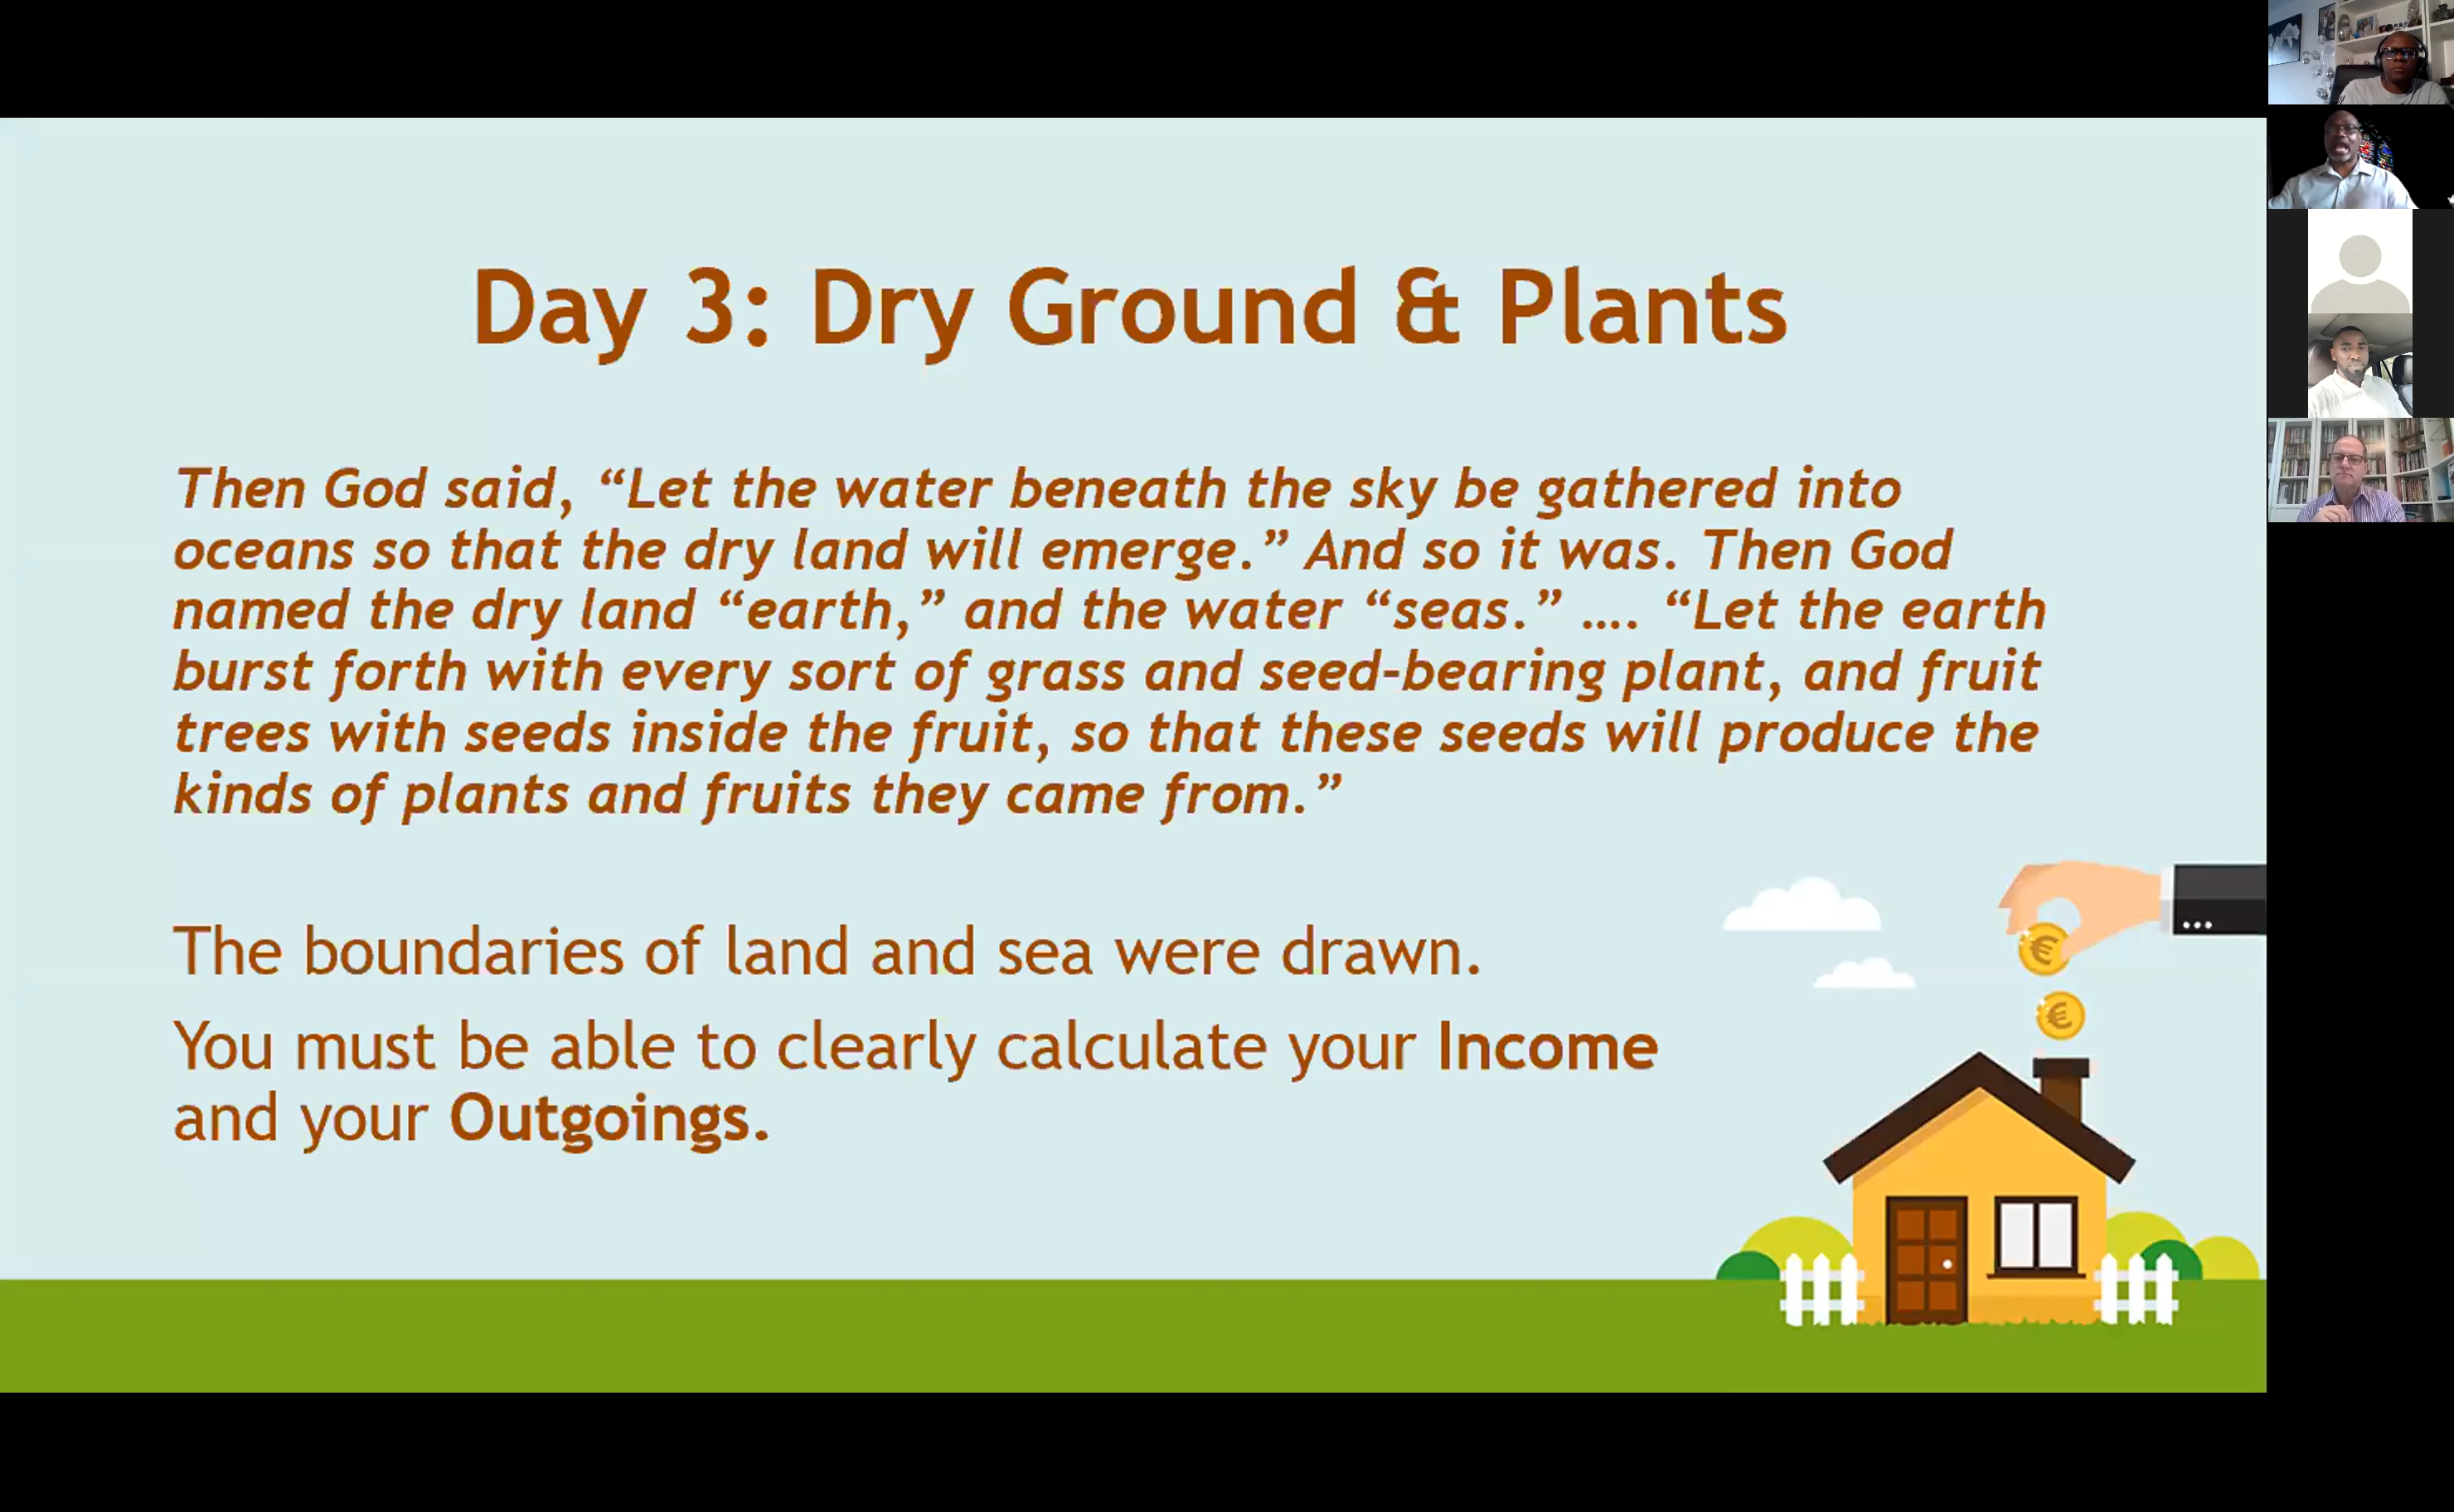 Day 3: Dry Ground & Plants
Then God said, “Let the water beneath the sky be gathered into
oceans so that the dry land will emerge.” And so it was. Then God
named the dry land “earth,” and the water “seas.” …. “Let the earth
burst forth with every sort of grass and seed-bearing plant, and fruit
trees with seeds inside the fruit, so that these seeds will produce the
kinds of plants and fruits they came from.”
The boundaries of land and sea were drawn.
You must be able to clearly calculate your Income
and your Outgoings.
€
€